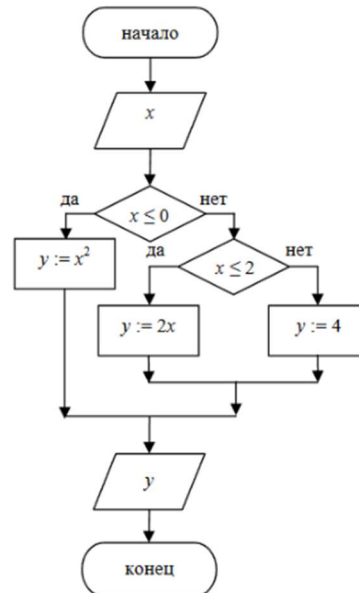 начало
x
да
нет
x ≤ 0
y := x²
да
нет
x ≤ 2
y := 2x
y := 4
y
конец